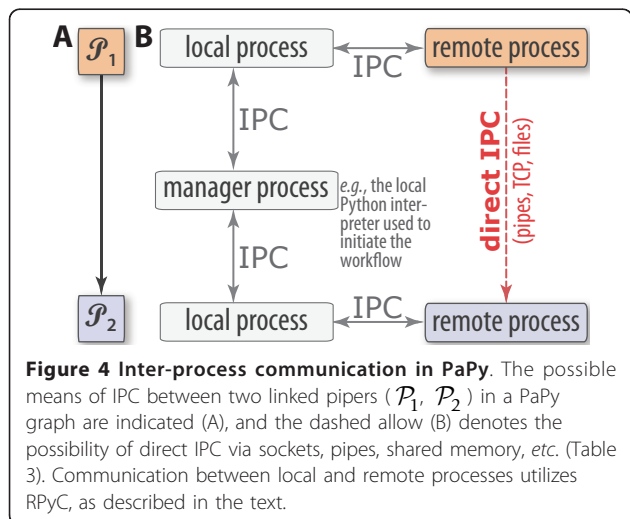 A B
𝒫1
local process
IPC
remote process
IPC
manager process
e.g., the local
Python inter-
preter used to
initiate the
workflow
direct IPC
(pipes, TCP, files)
IPC
𝒫2
local process
IPC
remote process
Figure 4 Inter-process communication in PaPy. The possible
means of IPC between two linked pipers (𝒫1, 𝒫2) in a PaPy
graph are indicated (A), and the dashed allow (B) denotes the
possibility of direct IPC via sockets, pipes, shared memory, etc. (Table
3). Communication between local and remote processes utilizes
RPyC, as described in the text.